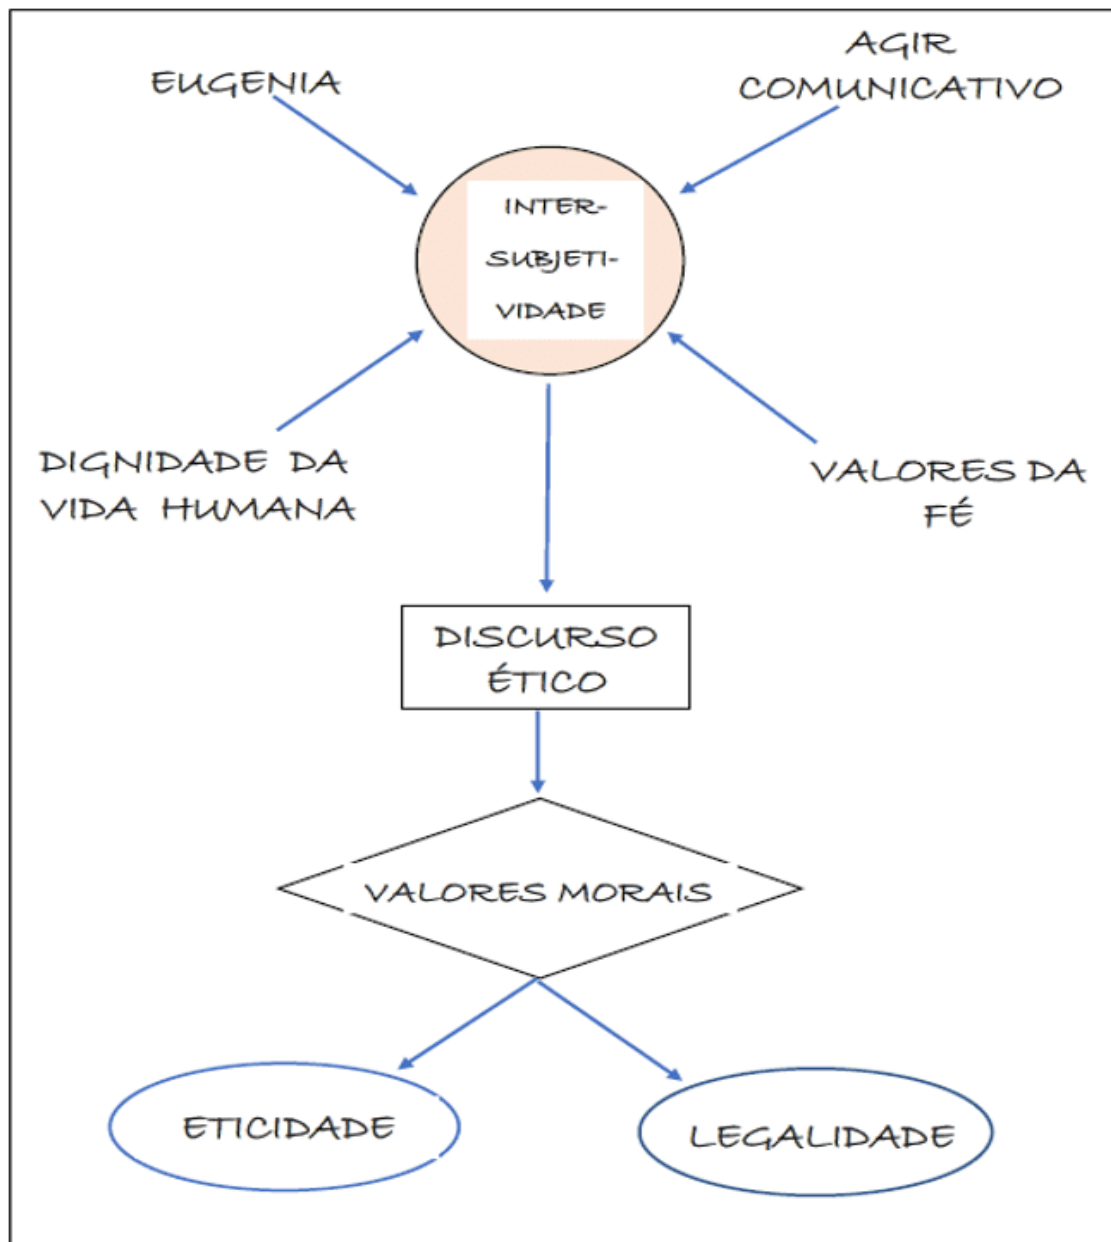 EUGENIA
AGIR
COMUNICATIVO
INTER-
SUBJETI-
VIDADE
DIGNIDADE DA
VIDA HUMANA
VALORES DA
FÉ
DISCURSO
ÉTICO
VALORES MORAIS
ETICIDADE
LEGALIDADE